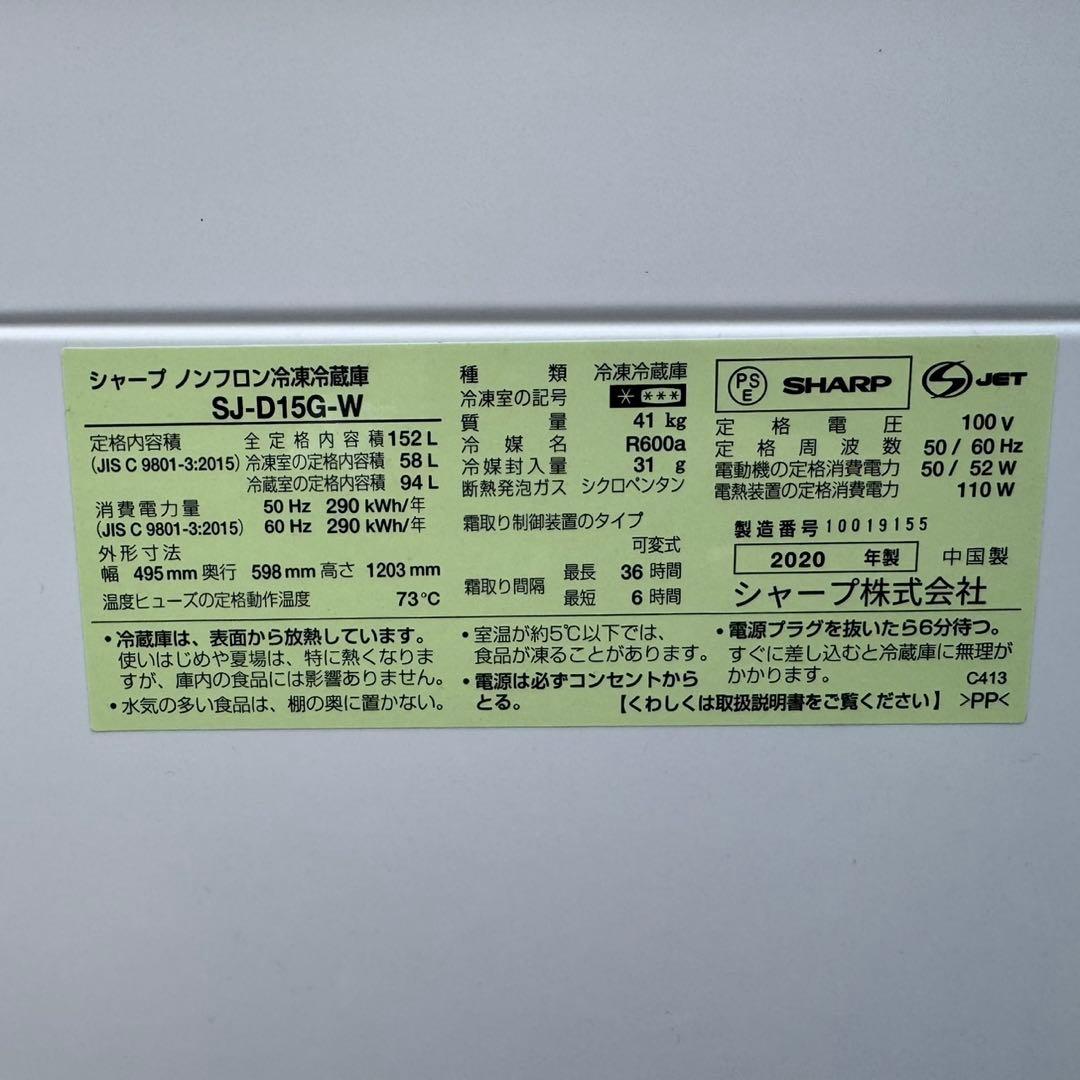 シャープ ノンフロン冷凍冷蔵庫
SJ-D15G-W
定格内容積 全定格内容積 152 L
(JIS C 9801-3:2015) 冷凍室の定格内容積 58 L
冷蔵室の定格内容積 94 L
消費電力量 50 Hz 290 kWh/年
(JIS C 9801-3:2015) 60 Hz 290 kWh/年
外形寸法
幅 495 mm 奥行 598 mm 高さ 1203 mm
温度ヒューズの定格動作温度 73℃
種類 冷凍冷蔵庫
冷凍室の記号 * ***
質量 41 kg
冷媒名 R600a
冷媒封入量 31 g
断熱発泡ガス シクロペンタン
霜取り制御装置のタイプ
可変式
霜取り間隔 最長 36 時間
最短 6 時間
PSE SHARP S JET
定格電圧 100 V
定格周波数 50 / 60 Hz
電動機の定格消費電力 50 / 52 W
電熱装置の定格消費電力 110 W
製造番号 10019155
2020 年製 中国製
シャープ株式会社
・冷蔵庫は、表面から放熱しています。
使いはじめや夏場は、特に熱くなりま
すが、庫内の食品には影響ありません。
・水気の多い食品は、棚の奥に置かない。
・室温が約5℃以下では、
食品が凍ることがあります。
・電源は必ずコンセントから
とる。
・電源プラグを抜いたら6分待つ。
すぐに差し込むと冷蔵庫に無理が
かかります。 C413
【くわしくは取扱説明書をご覧ください】 >PP<